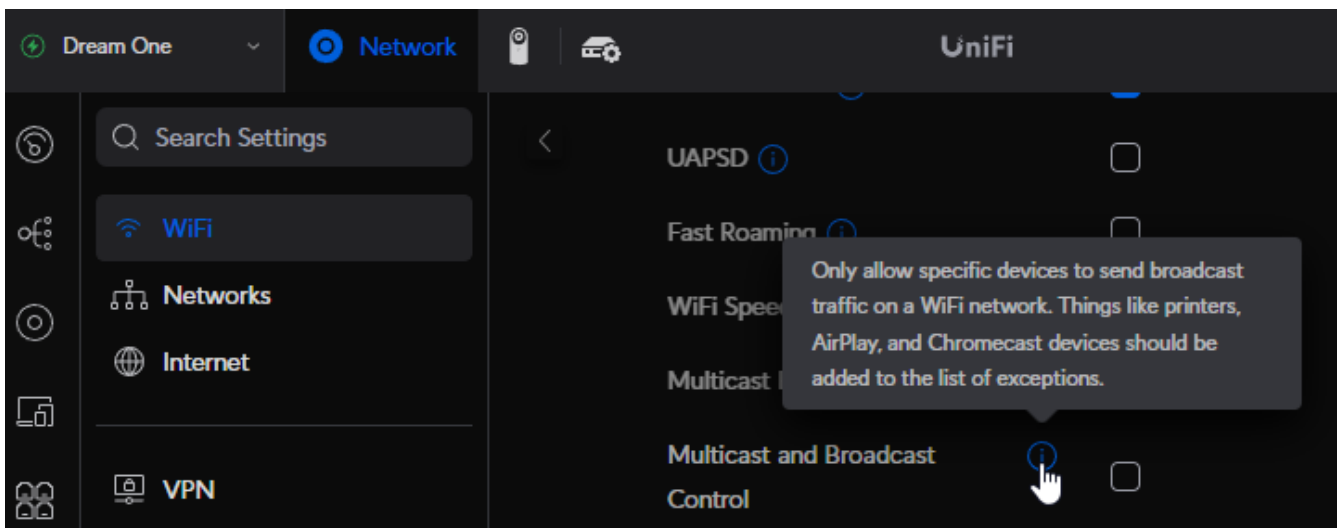 Dream One
Network
UniFi
Search Settings
UAPSD
WiFi
Fast Roaming
Only allow specific devices to send broadcast
traffic on a WiFi network. Things like printers,
AirPlay, and Chromecast devices should be
added to the list of exceptions.
Networks
WiFi
Internet
Multicast
Multicast and Broadcast
Control
VPN